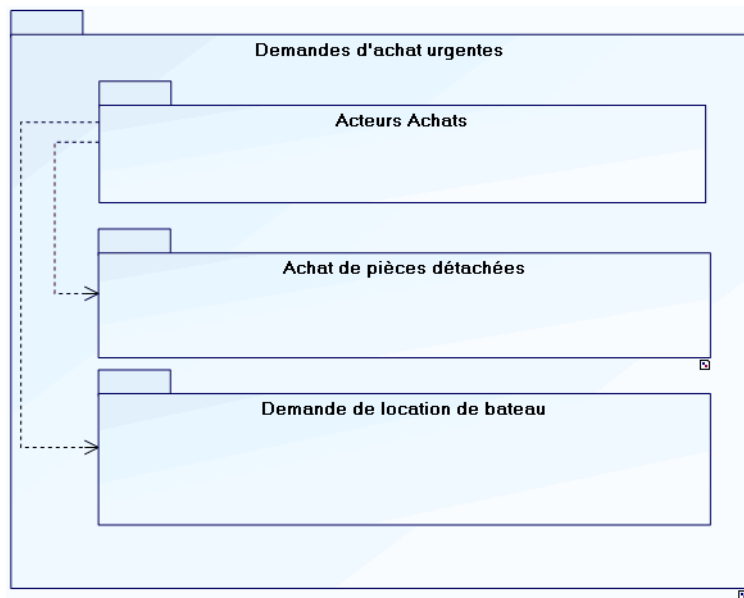 Demandes d'achat urgentes
Acteurs Achats
Achat de pièces détachées
Demande de location de bateau